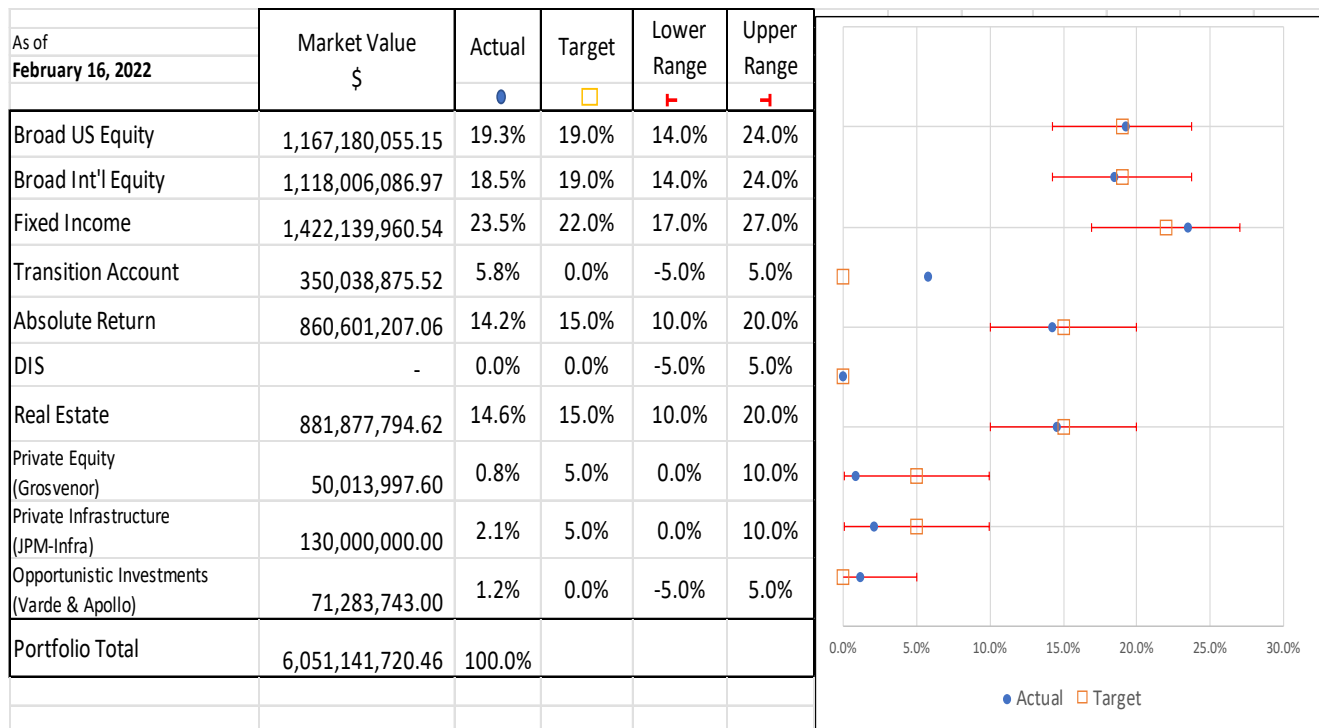 As of
February 16, 2022
Market Value
$
Actual
Target
Lower
Range
Upper
Range
Broad US Equity 1,167,180,055.15 19.3% 19.0% 14.0% 24.0%
Broad Int'l Equity 1,118,006,086.97 18.5% 19.0% 14.0% 24.0%
Fixed Income 1,422,139,960.54 23.5% 22.0% 17.0% 27.0%
Transition Account 350,038,875.52 5.8% 0.0% -5.0% 5.0%
Absolute Return 860,601,207.06 14.2% 15.0% 10.0% 20.0%
DIS - 0.0% 0.0% -5.0% 5.0%
Real Estate 881,877,794.62 14.6% 15.0% 10.0% 20.0%
Private Equity
(Grosvenor) 50,013,997.60 0.8% 5.0% 0.0% 10.0%
Private Infrastructure
(JPM-Infra) 130,000,000.00 2.1% 5.0% 0.0% 10.0%
Opportunistic Investments
(Varde & Apollo) 71,283,743.00 1.2% 0.0% -5.0% 5.0%
Portfolio Total 6,051,141,720.46 100.0%
0.0% 5.0% 10.0% 15.0% 20.0% 25.0% 30.0%
Actual Target